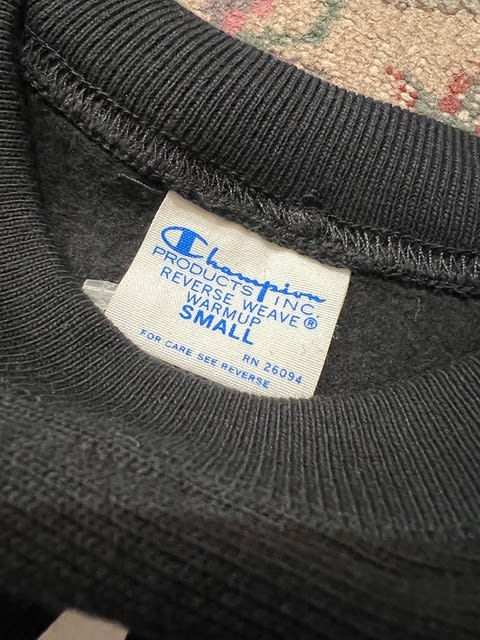 Champion
PRODUCTS INC.
REVERSE WEAVE®
WARMUP
SMALL
RN 26094
FOR CARE SEE REVERSE